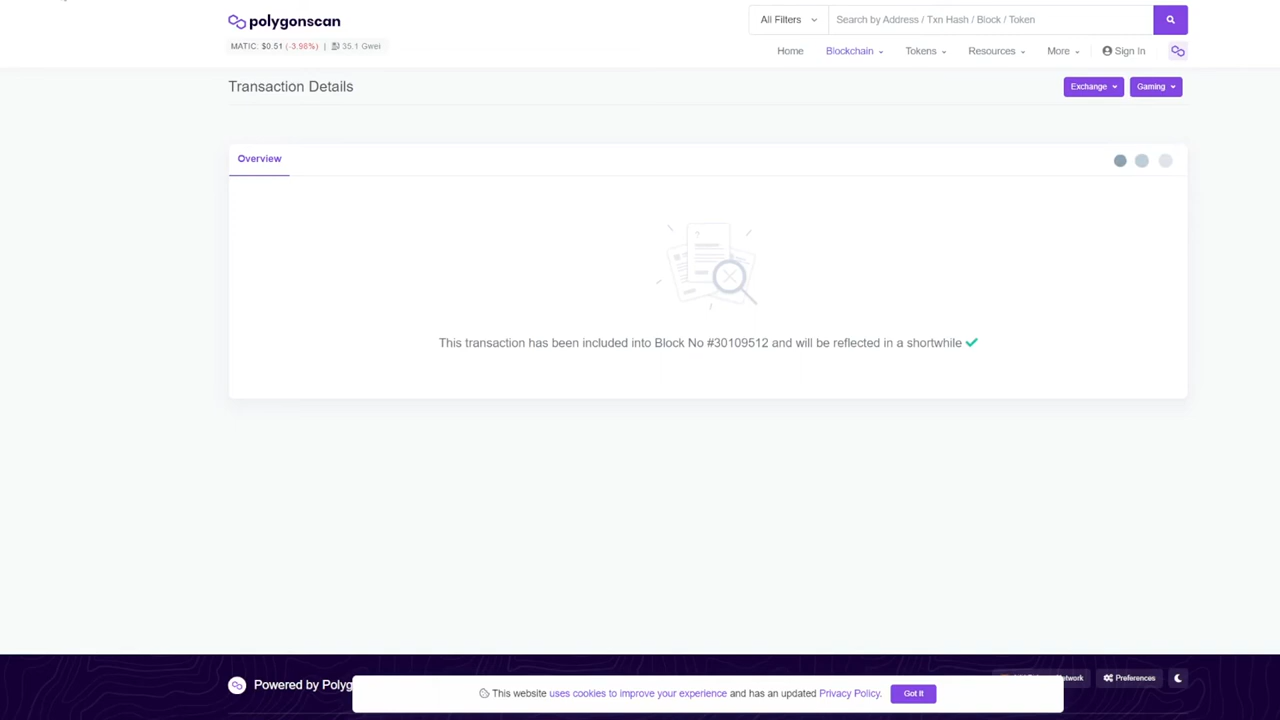 polygonscan
All Filters
Search by Address / Txn Hash / Block / Token
MATIC: $0.51 (-3.96%) | 35.1 Gwei
Home
Blockchain
Tokens
Resources
More
Sign In
Transaction Details
Exchange
Gaming
Overview
This transaction has been included into Block No #30109512 and will be reflected in a shortwhile
Powered by Polyg
Network
Preferences
This website uses cookies to improve your experience and has an updated Privacy Policy.
Got It